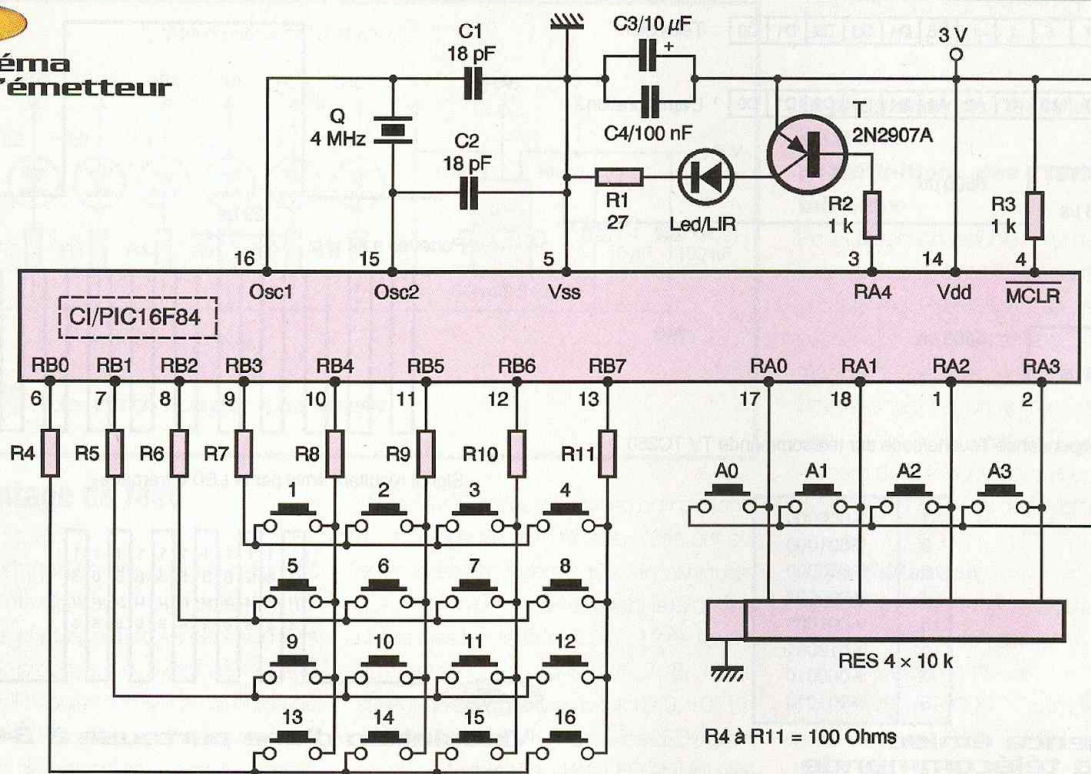 éma
'émetteur
C1
18 pF
C3/10 µF
+
C4/100 nF
3 V
Q
4 MHz
C2
18 pF
T
2N2907A
R1
27
Led/LIR
R2
1 k
R3
1 k
16 15 5 3 14 4
Osc1 Osc2 Vss RA4 Vdd MCLR
CI/PIC16F84
RB0 RB1 RB2 RB3 RB4 RB5 RB6 RB7 RA0 RA1 RA2 RA3
6 7 8 9 10 11 12 13 17 18 1 2
R4 R5 R6 R7 R8 R9 R10 R11
A0 A1 A2 A3
1 2 3 4
5 6 7 8
9 10 11 12
13 14 15 16
RES 4 × 10 k
R4 à R11 = 100 Ohms